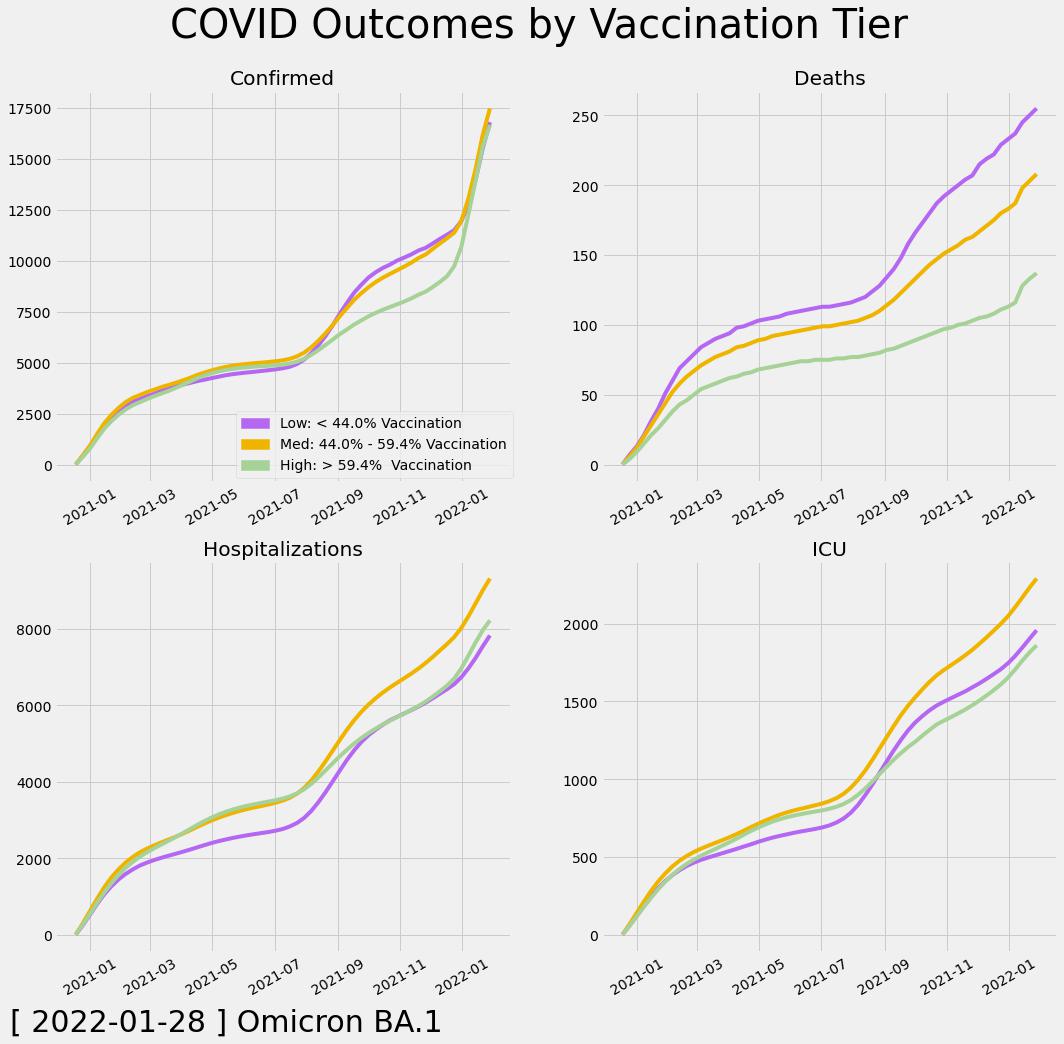 COVID Outcomes by Vaccination Tier
Confirmed
17500
15000
12500
10000
7500
5000
2500
0
Low: < 44.0% Vaccination
Med: 44.0% - 59.4% Vaccination
High: > 59.4%  Vaccination
2021-01 2021-03 2021-05 2021-07 2021-09 2021-11 2022-01
Deaths
250
200
150
100
50
0
2021-01 2021-03 2021-05 2021-07 2021-09 2021-11 2022-01
Hospitalizations
8000
6000
4000
2000
0
2021-01 2021-03 2021-05 2021-07 2021-09 2021-11 2022-01
ICU
2000
1500
1000
500
0
2021-01 2021-03 2021-05 2021-07 2021-09 2021-11 2022-01
[ 2022-01-28 ] Omicron BA.1